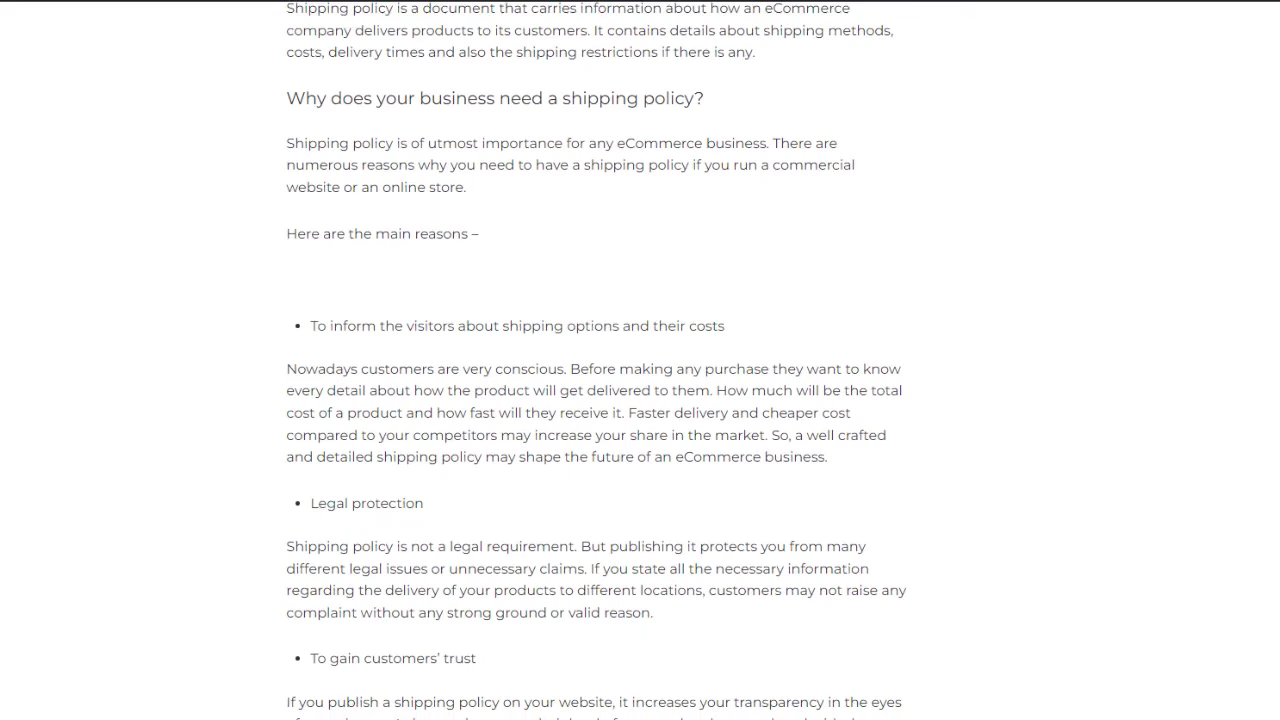 Shipping policy is a document that carries information about how an eCommerce
company delivers products to its customers. It contains details about shipping methods,
costs, delivery times and also the shipping restrictions if there is any.
Why does your business need a shipping policy?
Shipping policy is of utmost importance for any eCommerce business. There are
numerous reasons why you need to have a shipping policy if you run a commercial
website or an online store.
Here are the main reasons –
• To inform the visitors about shipping options and their costs
Nowadays customers are very conscious. Before making any purchase they want to know
every detail about how the product will get delivered to them. How much will be the total
cost of a product and how fast will they receive it. Faster delivery and cheaper cost
compared to your competitors may increase your share in the market. So, a well crafted
and detailed shipping policy may shape the future of an eCommerce business.
• Legal protection
Shipping policy is not a legal requirement. But publishing it protects you from many
different legal issues or unnecessary claims. If you state all the necessary information
regarding the delivery of your products to different locations, customers may not raise any
complaint without any strong ground or valid reason.
• To gain customers’ trust
If you publish a shipping policy on your website, it increases your transparency in the eyes